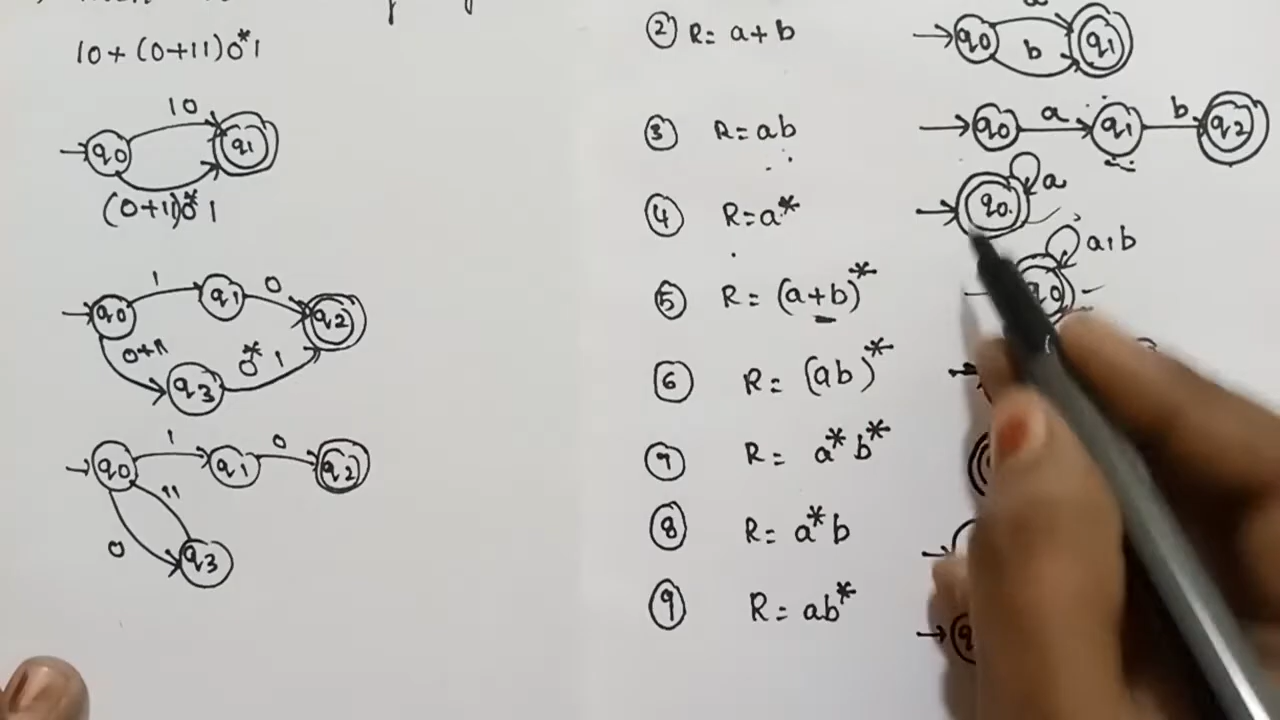 10 + (0+11)0*1
10
q0
q1
(0+11)0*1
1
0
q0
q1
q2
0+11
0*1
q3
1
0
q0
q1
q2
11
0
q3
② R = a + b
q0
b
q1
③ R = ab
q0
a
q1
b
q2
④ R = a*
q0
a
⑤ R = (a+b)*
q0
a+b
⑥ R = (ab)*
⑦ R = a* b*
⑧ R = a* b
⑨ R = ab*